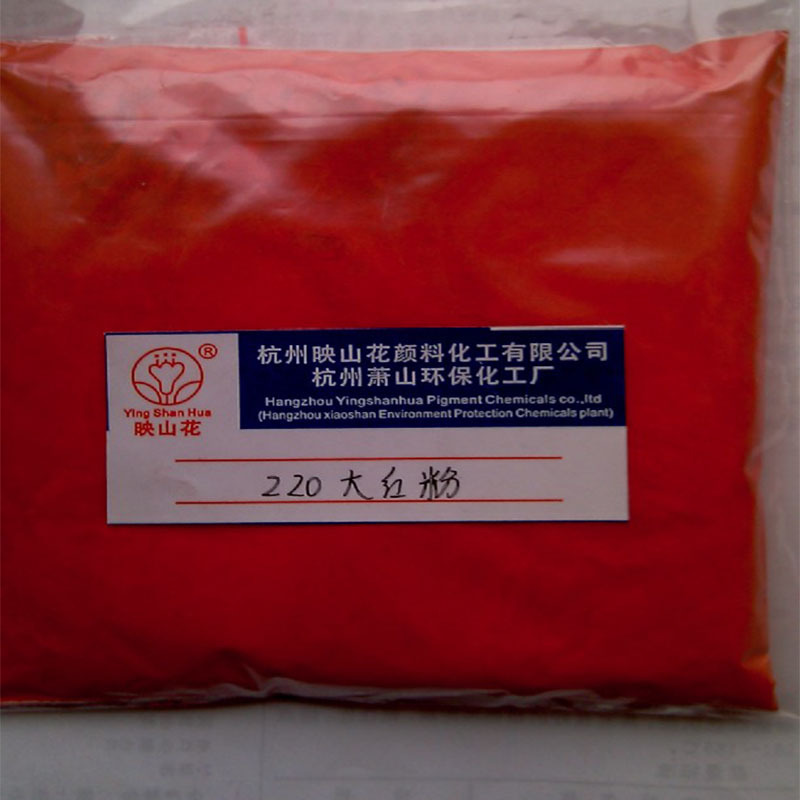 ®
Ying Shan Hua
映山花
杭州映山花颜料化工有限公司
杭州萧山环保化工厂
Hangzhou Yingshanhua Pigment Chemicals co.,ltd
(Hangzhou xiaoshan Environment Protection Chemicals plant)
220 大红粉